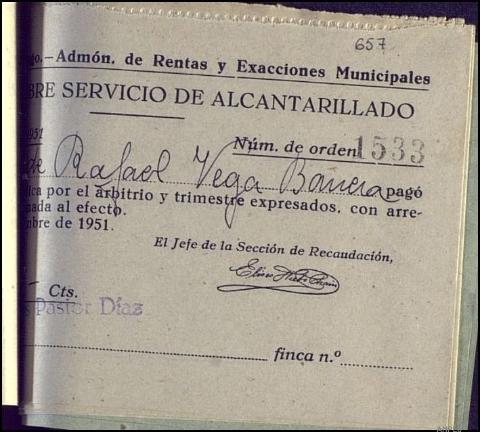 657
go.—Admón. de Rentas y Exacciones Municipales
BRE SERVICIO DE ALCANTARILLADO
1951
Núm. de orden 1533
de Rafael Vega Barrera pagó
ica por el arbitrio y trimestre expresados, con arre-
nada al efecto.
mbre de 1951.
El Jefe de la Sección de Recaudación,
— Cts.
Pastor Díaz
finca n.º